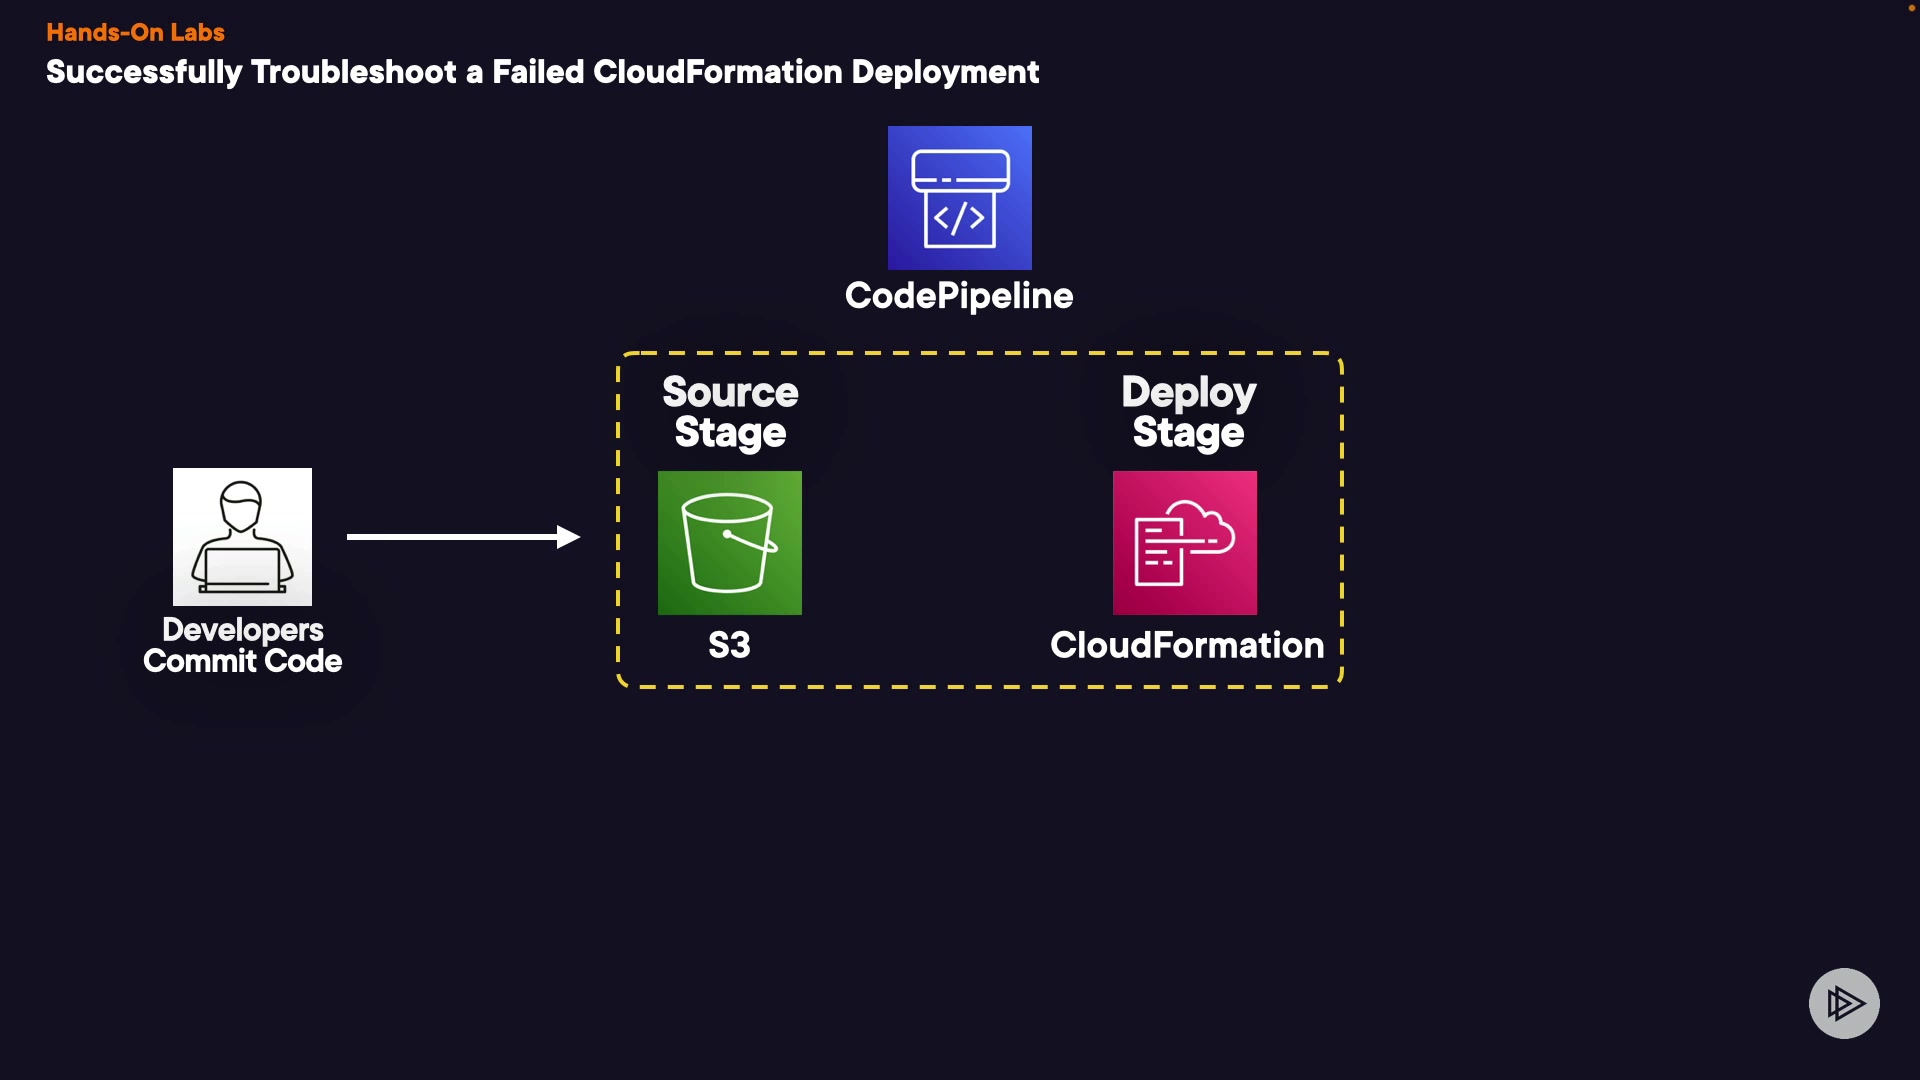 Hands-On Labs
Successfully Troubleshoot a Failed CloudFormation Deployment
</>
CodePipeline
Source
Stage
Deploy
Stage
Developers
Commit Code
S3
CloudFormation